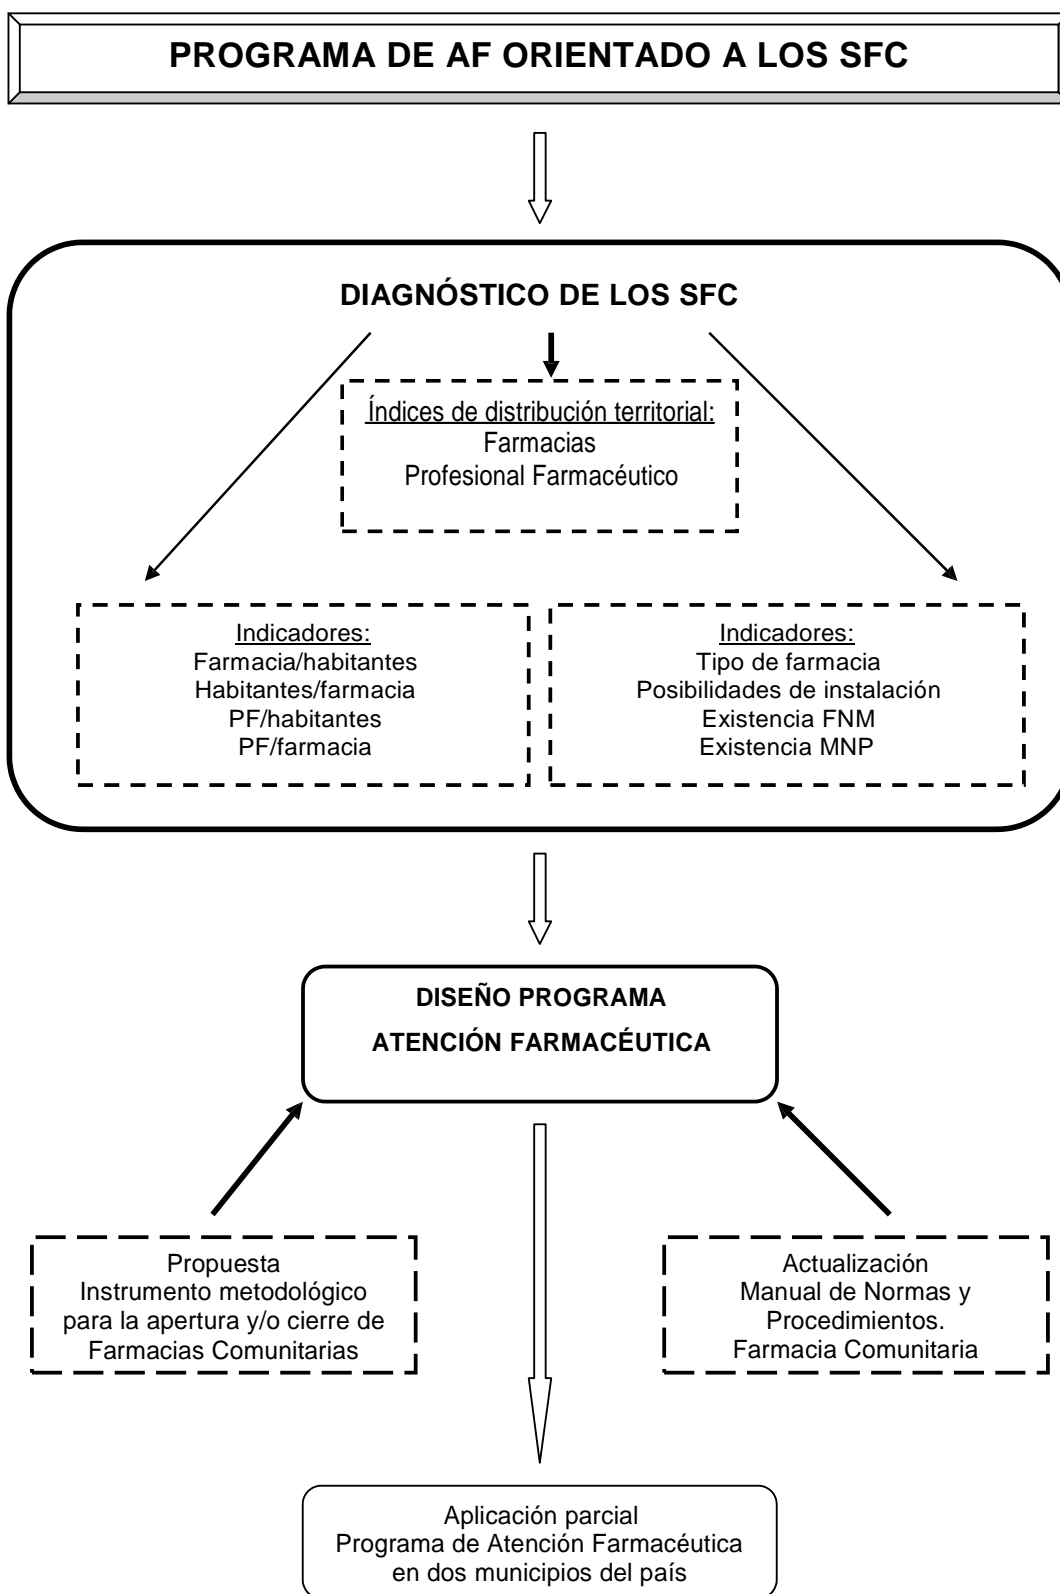 PROGRAMA DE AF ORIENTADO A LOS SFC
DIAGNÓSTICO DE LOS SFC
Índices de distribución territorial:
Farmacias
Profesional Farmacéutico
Indicadores:
Farmacia/habitantes
Habitantes/farmacia
PF/habitantes
PF/farmacia
Indicadores:
Tipo de farmacia
Posibilidades de instalación
Existencia FNM
Existencia MNP
DISEÑO PROGRAMA
ATENCIÓN FARMACÉUTICA
Propuesta
Instrumento metodológico
para la apertura y/o cierre de
Farmacias Comunitarias
Actualización
Manual de Normas y
Procedimientos.
Farmacia Comunitaria
Aplicación parcial
Programa de Atención Farmacéutica
en dos municipios del país